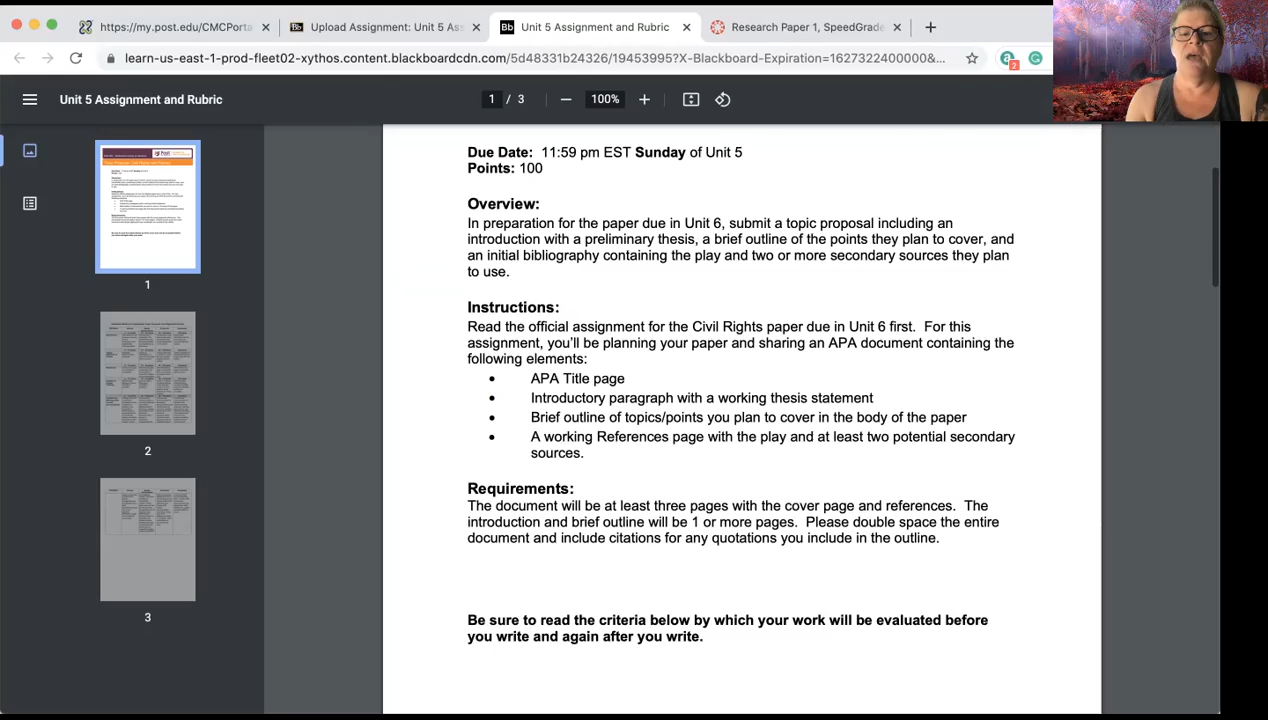 https://my.post.edu/CMCPorta
Upload Assignment: Unit 5 Ass
Bb
Unit 5 Assignment and Rubric
Research Paper 1, SpeedGrade
learn-us-east-1-prod-fleet02-xythos.content.blackboardcdn.com/5d48331b24326/19453995?X-Blackboard-Expiration=1627322400000&...
2
Unit 5 Assignment and Rubric
1 / 3
100%
1
2
3
Due Date: 11:59 pm EST Sunday of Unit 5
Points: 100
Overview:
In preparation for the paper due in Unit 6, submit a topic proposal including an
introduction with a preliminary thesis, a brief outline of the points they plan to cover, and
an initial bibliography containing the play and two or more secondary sources they plan
to use.
Instructions:
Read the official assignment for the Civil Rights paper due in Unit 6 first. For this
assignment, you'll be planning your paper and sharing an APA document containing the
following elements:
• APA Title page
• Introductory paragraph with a working thesis statement
• Brief outline of topics/points you plan to cover in the body of the paper
• A working References page with the play and at least two potential secondary
sources.
Requirements:
The document will be at least three pages with the cover page and references. The
introduction and brief outline will be 1 or more pages. Please double space the entire
document and include citations for any quotations you include in the outline.
Be sure to read the criteria below by which your work will be evaluated before
you write and again after you write.